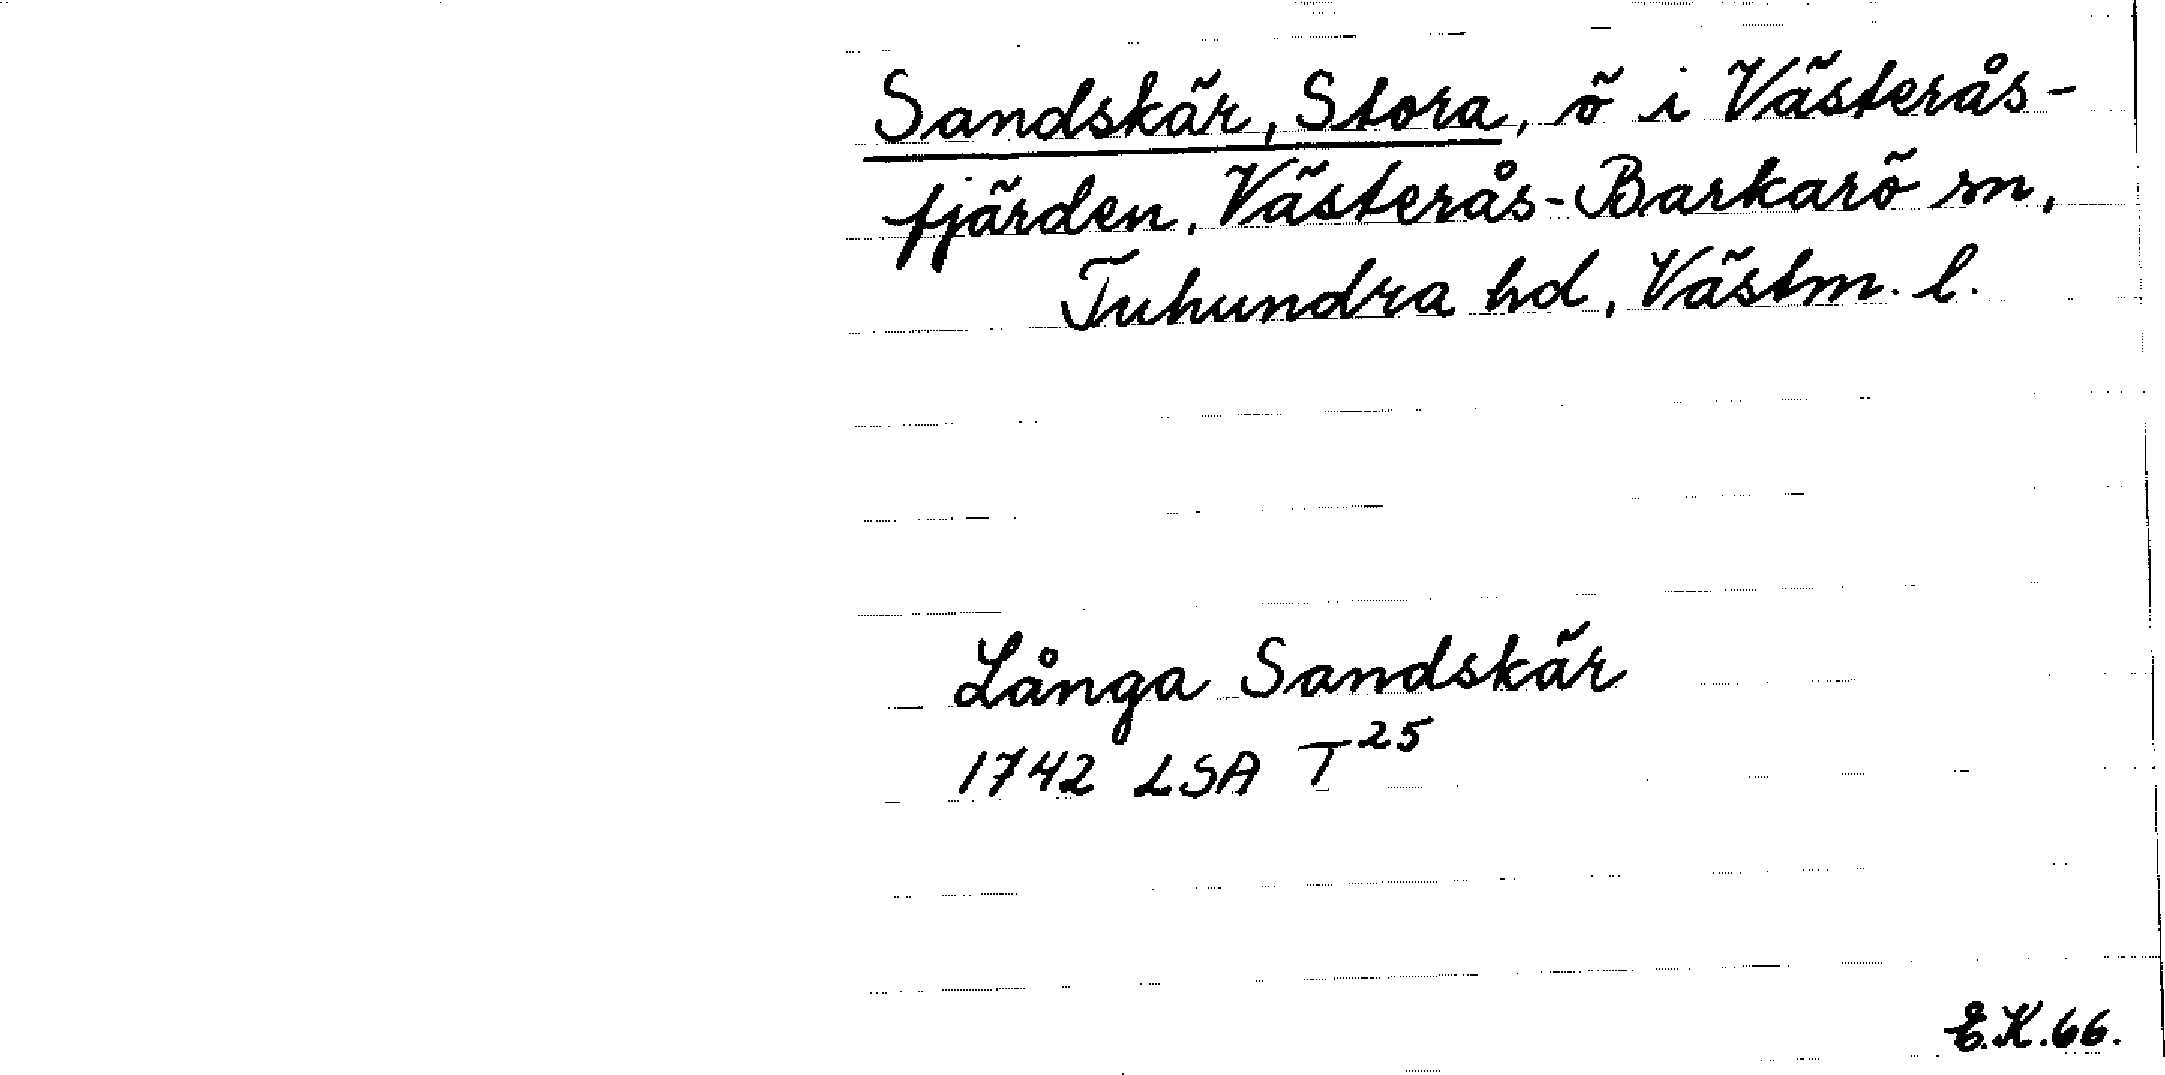 Sandskär, Stora, ö i Västerås-
fjärden, Västerås-Barkarö sn,
Tuhundra hd, Västm. l.
Långa Sandskär
1742 LSA T²⁵
E.K.66.